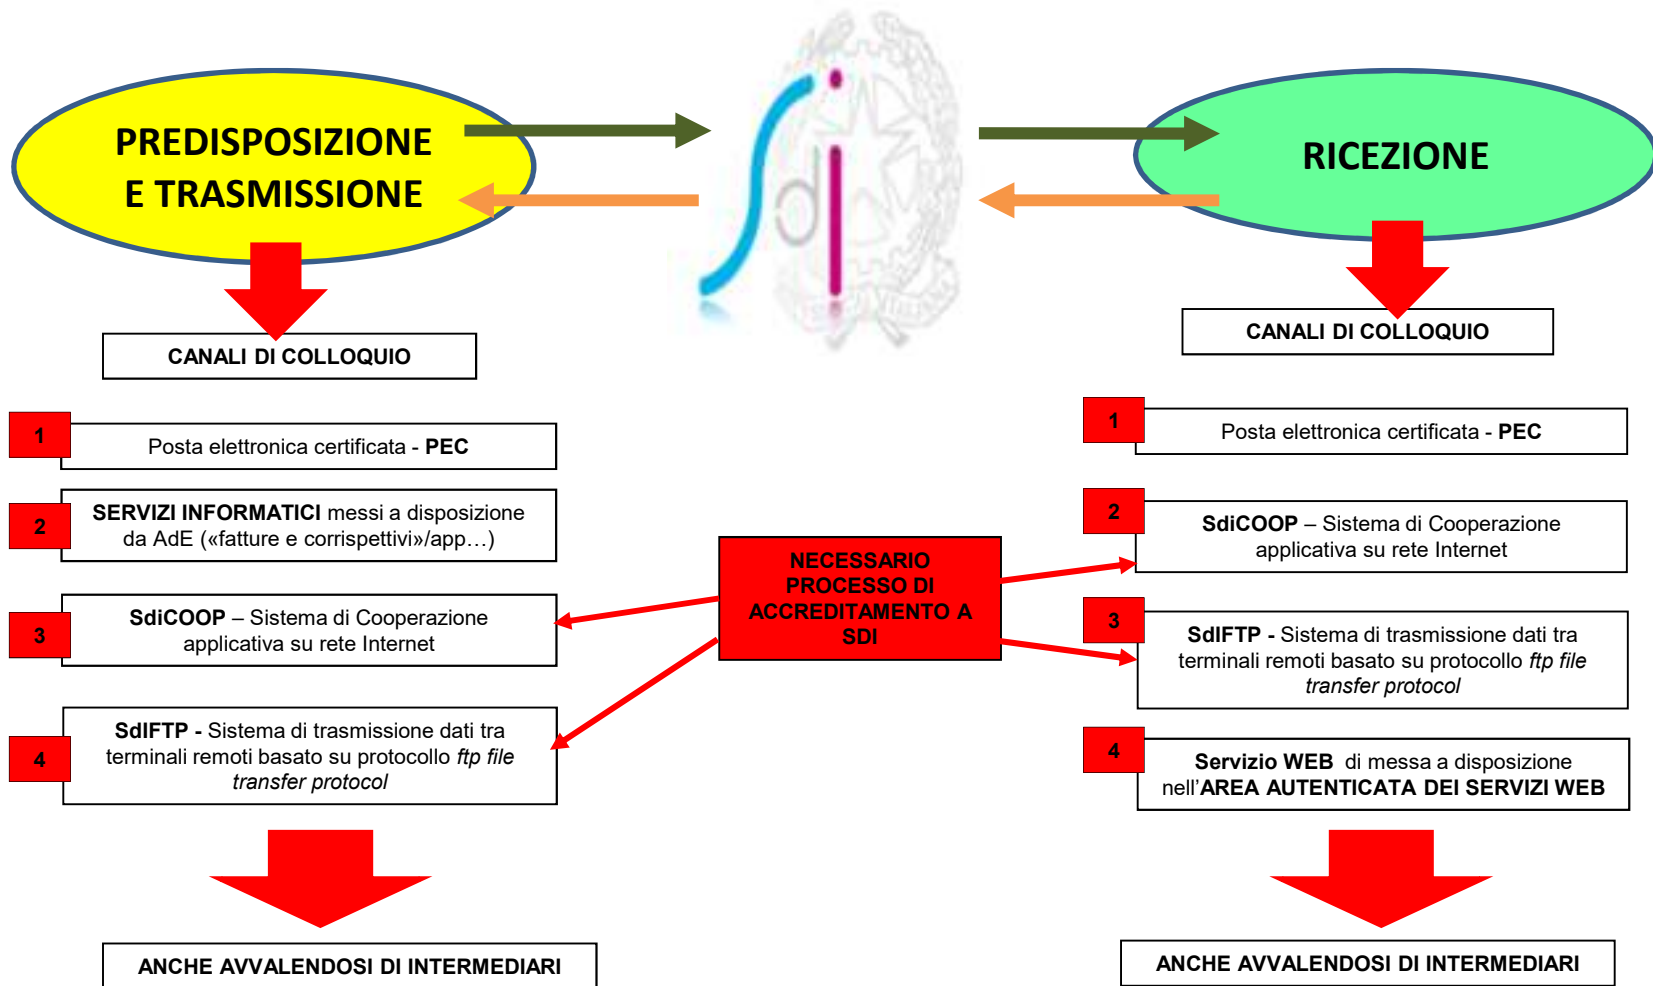 PREDISPOSIZIONE
E TRASMISSIONE
Sdi
RICEZIONE
CANALI DI COLLOQUIO
1
Posta elettronica certificata - PEC
2
SERVIZI INFORMATICI messi a disposizione
da AdE («fatture e corrispettivi»/app…)
3
SdiCOOP – Sistema di Cooperazione
applicativa su rete Internet
4
SdIFTP - Sistema di trasmissione dati tra
terminali remoti basato su protocollo ftp file
transfer protocol
ANCHE AVVALENDOSI DI INTERMEDIARI
NECESSARIO
PROCESSO DI
ACCREDITAMENTO A
SDI
CANALI DI COLLOQUIO
1
Posta elettronica certificata - PEC
2
SdiCOOP – Sistema di Cooperazione
applicativa su rete Internet
3
SdIFTP - Sistema di trasmissione dati tra
terminali remoti basato su protocollo ftp file
transfer protocol
4
Servizio WEB di messa a disposizione
nell'AREA AUTENTICATA DEI SERVIZI WEB
ANCHE AVVALENDOSI DI INTERMEDIARI